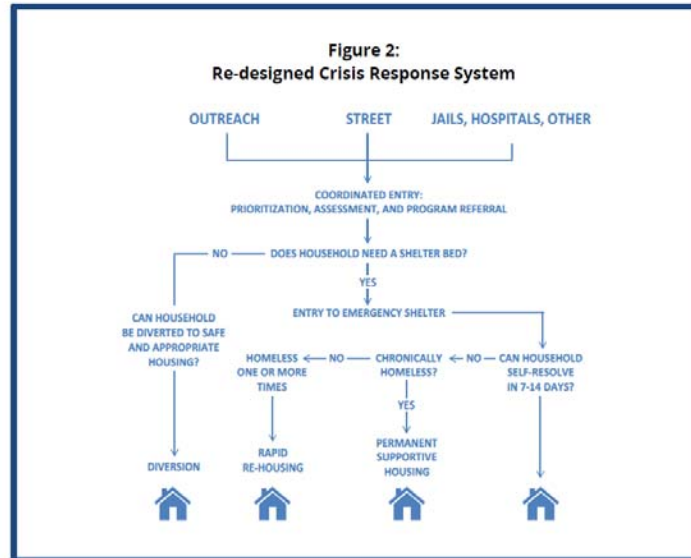 Figure 2:
Re-designed Crisis Response System
OUTREACH
STREET
JAILS, HOSPITALS, OTHER
COORDINATED ENTRY:
PRIORITIZATION, ASSESSMENT, AND PROGRAM REFERRAL
NO
DOES HOUSEHOLD NEED A SHELTER BED?
YES
ENTRY TO EMERGENCY SHELTER
CAN HOUSEHOLD
BE DIVERTED TO SAFE
AND APPROPRIATE
HOUSING?
HOMELESS
ONE OR MORE
TIMES
NO
CHRONICALLY
HOMELESS?
NO
CAN HOUSEHOLD
SELF-RESOLVE
IN 7-14 DAYS?
YES
DIVERSION
RAPID
RE-HOUSING
PERMANENT
SUPPORTIVE
HOUSING